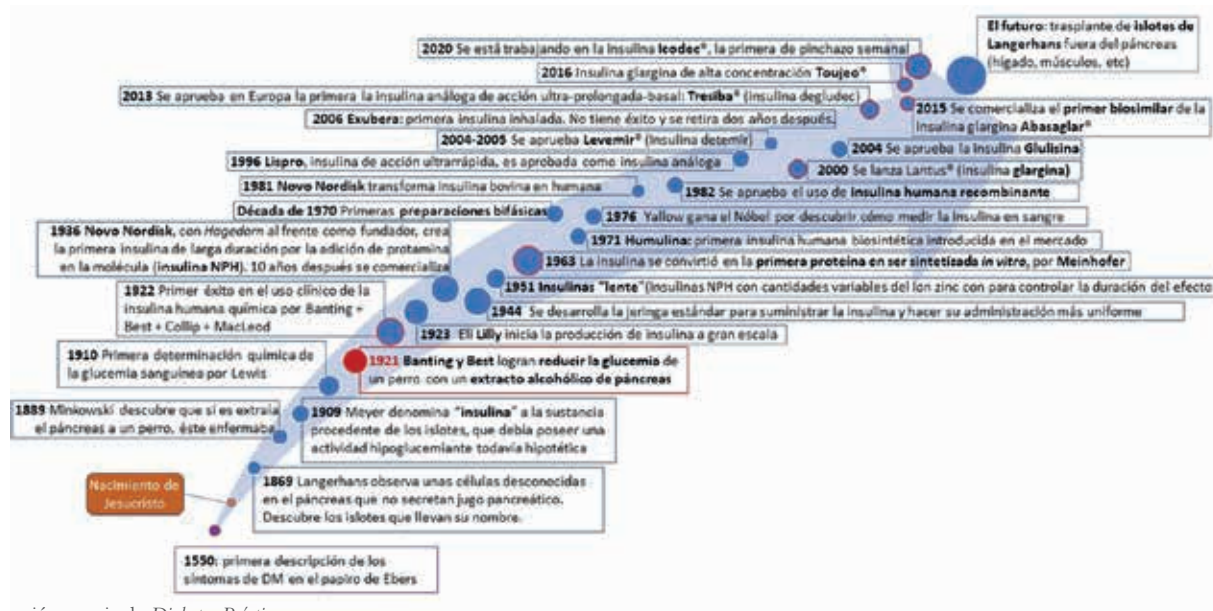 El futuro: trasplante de islotes de
Langerhans fuera del páncreas
(hígado, músculos, etc)
2020 Se está trabajando en la insulina Icodec®, la primera de pinchazo semanal
2016 Insulina glargina de alta concentración Toujeo®
2013 Se aprueba en Europa la primera la insulina análoga de acción ultra-prolongada-basal: Tresiba® (insulina degludec)
2015 Se comercializa el primer biosimilar de la
insulina glargina Abasaglar®
2006 Exubera: primera insulina inhalada. No tiene éxito y se retira dos años después.
2004-2005 Se aprueba Levemir® (insulina detemir)
2004 Se aprueba la insulina Glulisina
1996 Lispro, insulina de acción ultrarrápida, es aprobada como insulina análoga
2000 Se lanza Lantus® (insulina glargina)
1981 Novo Nordisk transforma insulina bovina en humana
1982 Se aprueba el uso de insulina humana recombinante
Década de 1970 Primeras preparaciones bifásicas
1976 Yallow gana el Nóbel por descubrir cómo medir la insulina en sangre
1936 Novo Nordisk, con Hagedorn al frente como fundador, crea
la primera insulina de larga duración por la adición de protamina
en la molécula (insulina NPH). 10 años después se comercializa
1971 Humulina: primera insulina humana biosintética introducida en el mercado
1963 La insulina se convirtió en la primera proteína en ser sintetizada in vitro, por Meinhofer
1951 Insulinas "lente" (Insulinas NPH con cantidades variables del ion zinc con para controlar la duración del efecto
1922 Primer éxito en el uso clínico de la
insulina humana química por Banting +
Best + Collip + MacLeod
1944 Se desarrolla la jeringa estándar para suministrar la insulina y hacer su administración más uniforme
1923 Eli Lilly inicia la producción de insulina a gran escala
1910 Primera determinación química de
la glucemia sanguínea por Lewis
1921 Banting y Best logran reducir la glucemia de
un perro con un extracto alcohólico de páncreas
1889 Minkowski descubre que si es extraía
el páncreas a un perro, éste enfermaba
1909 Meyer denomina "insulina" a la sustancia
procedente de los islotes, que debía poseer una
actividad hipoglucemiante todavía hipotética
Nacimiento de
Jesucristo
1869 Langerhans observa unas células desconocidas
en el páncreas que no secretan jugo pancreático.
Descubre los islotes que llevan su nombre.
1550: primera descripción de los
síntomas de DM en el papiro de Ebers